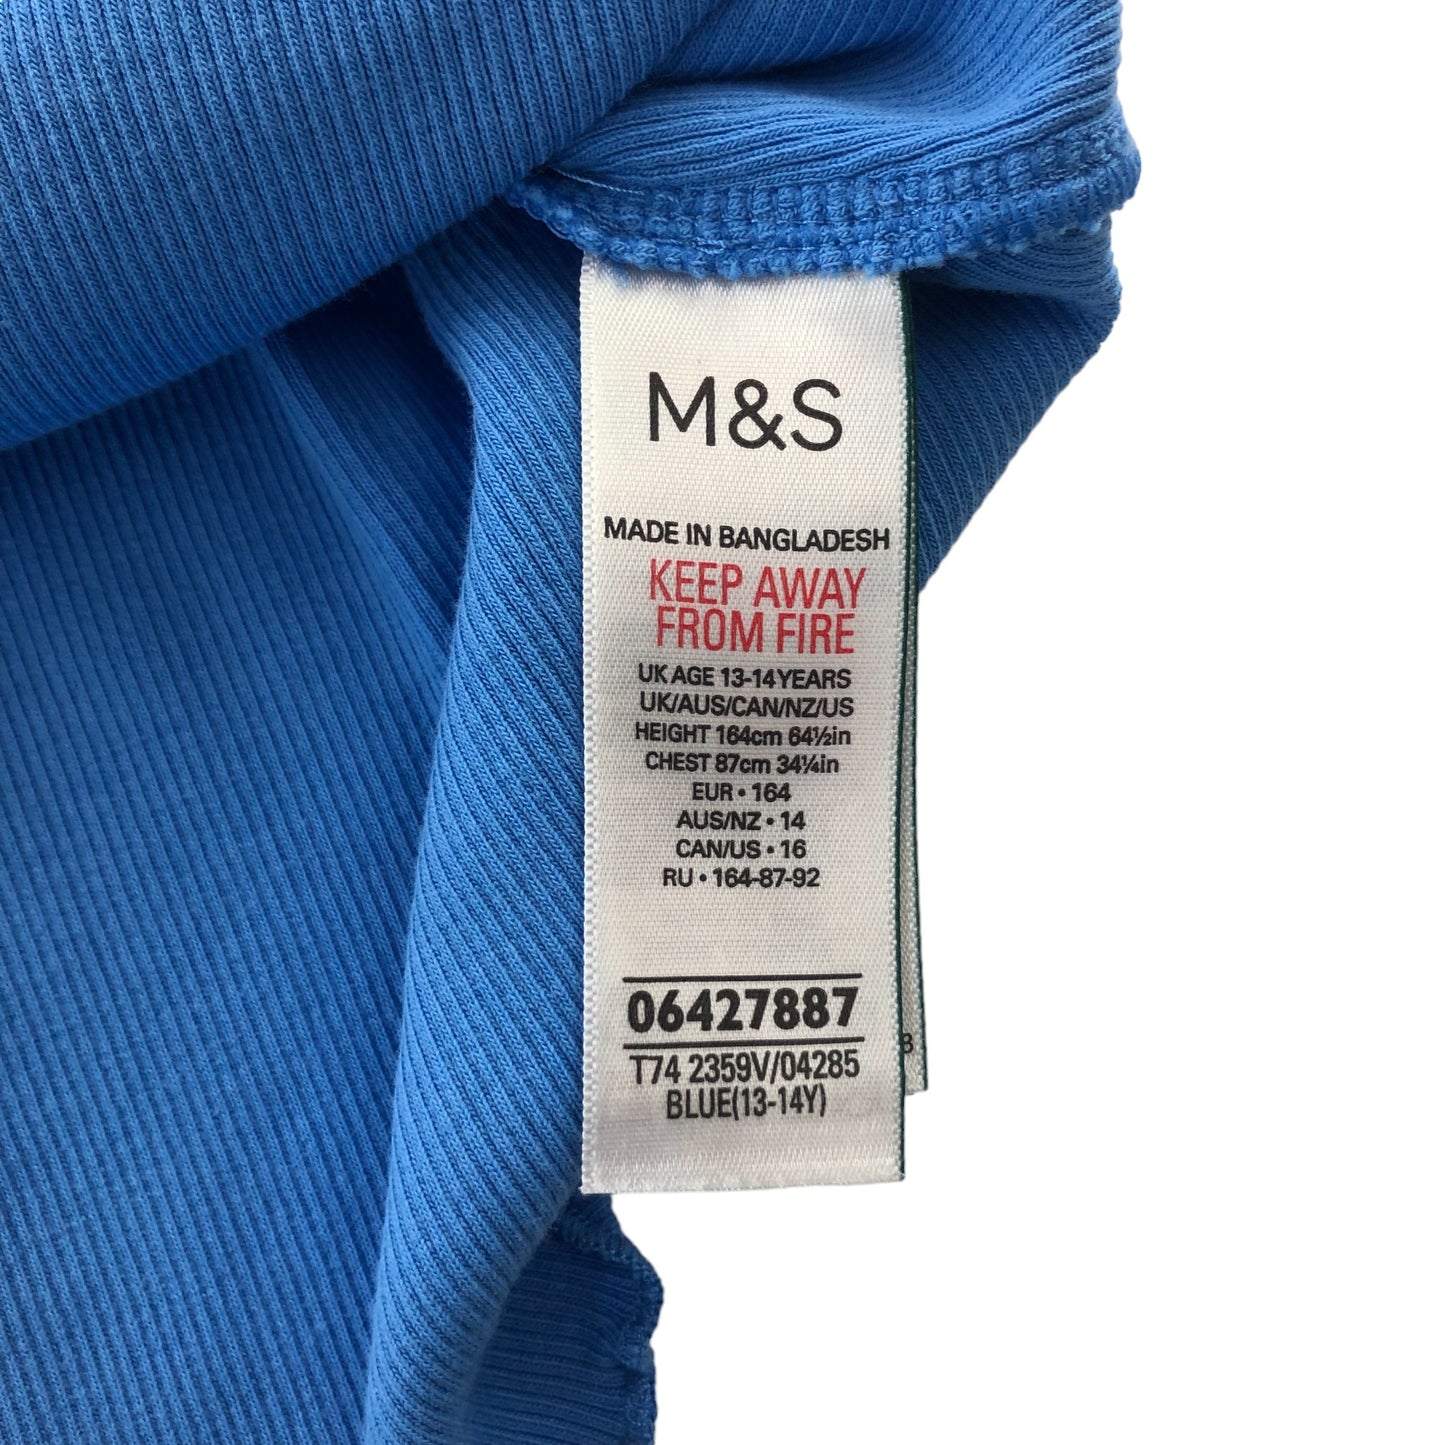 M&S
MADE IN BANGLADESH
KEEP AWAY
FROM FIRE
UK AGE 13-14 YEARS
UK/AUS/CAN/NZ/US
HEIGHT 164cm 64½in
CHEST 87cm 34¼in
EUR • 164
AUS/NZ • 14
CAN/US • 16
RU • 164-87-92
06427887
T74 2359V/04285
BLUE(13-14Y)